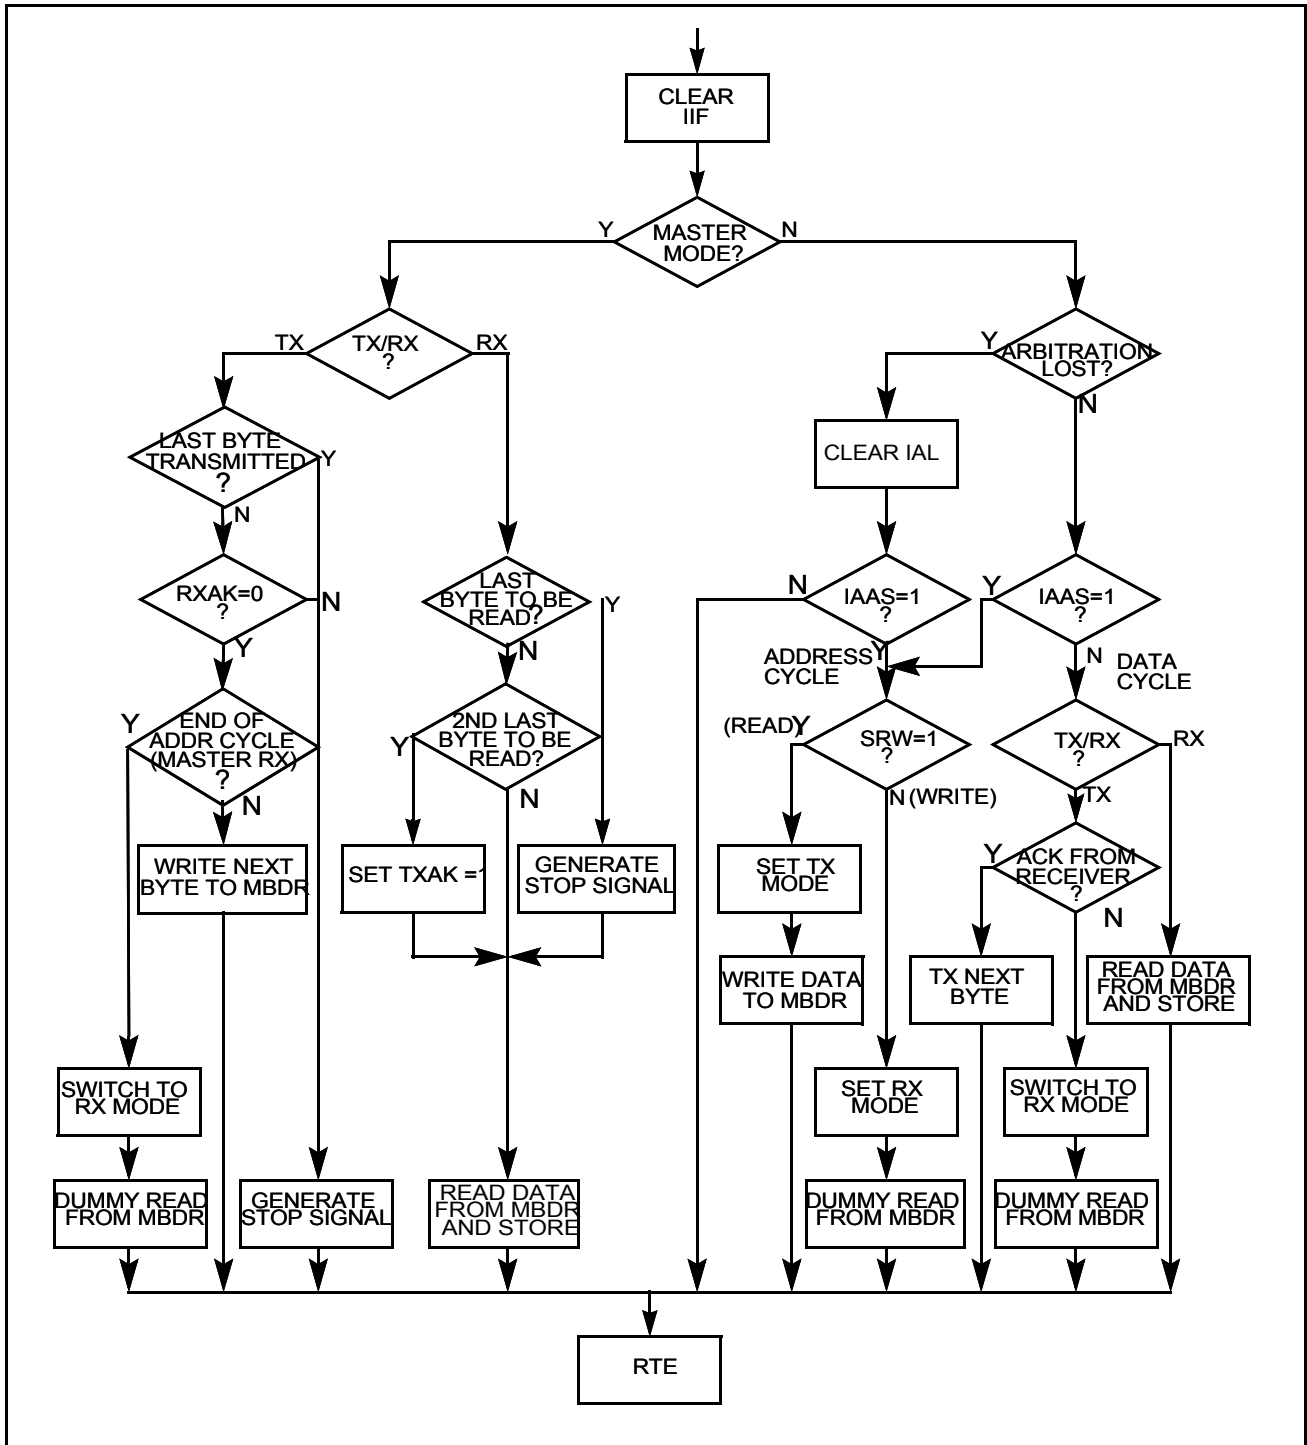 CLEAR
IIF
MASTER
MODE?
Y
N
TX/RX
?
TX
RX
ARBITRATION
LOST?
Y
N
LAST BYTE
TRANSMITTED
?
Y
N
CLEAR IAL
RXAK=0
?
N
Y
LAST
BYTE TO BE
READ?
Y
N
IAAS=1
?
N
Y
IAAS=1
?
Y
N
ADDRESS
CYCLE
DATA
CYCLE
END OF
ADDR CYCLE
(MASTER RX)
?
Y
N
2ND LAST
BYTE TO BE
READ?
Y
N
(READ)Y
SRW=1
?
N (WRITE)
TX/RX
?
RX
TX
WRITE NEXT
BYTE TO MBDR
SET TXAK =1
GENERATE
STOP SIGNAL
SET TX
MODE
ACK FROM
RECEIVER
?
Y
N
WRITE DATA
TO MBDR
TX NEXT
BYTE
READ DATA
FROM MBDR
AND STORE
SWITCH TO
RX MODE
SET RX
MODE
SWITCH TO
RX MODE
DUMMY READ
FROM MBDR
GENERATE
STOP SIGNAL
READ DATA
FROM MBDR
AND STORE
DUMMY READ
FROM MBDR
DUMMY READ
FROM MBDR
RTE